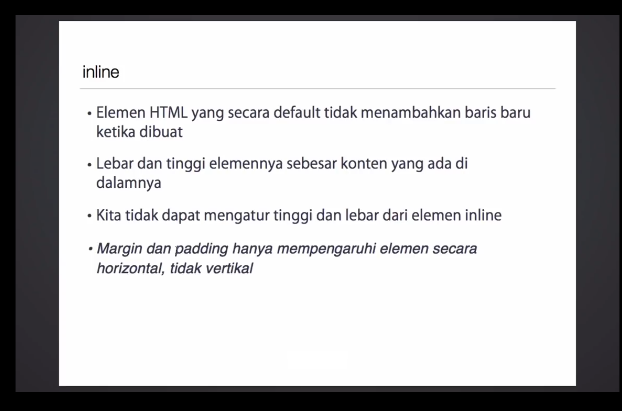 inline
• Elemen HTML yang secara default tidak menambahkan baris baru
ketika dibuat
• Lebar dan tinggi elemennya sebesar konten yang ada di
dalamnya
• Kita tidak dapat mengatur tinggi dan lebar dari elemen inline
• Margin dan padding hanya mempengaruhi elemen secara
horizontal, tidak vertikal